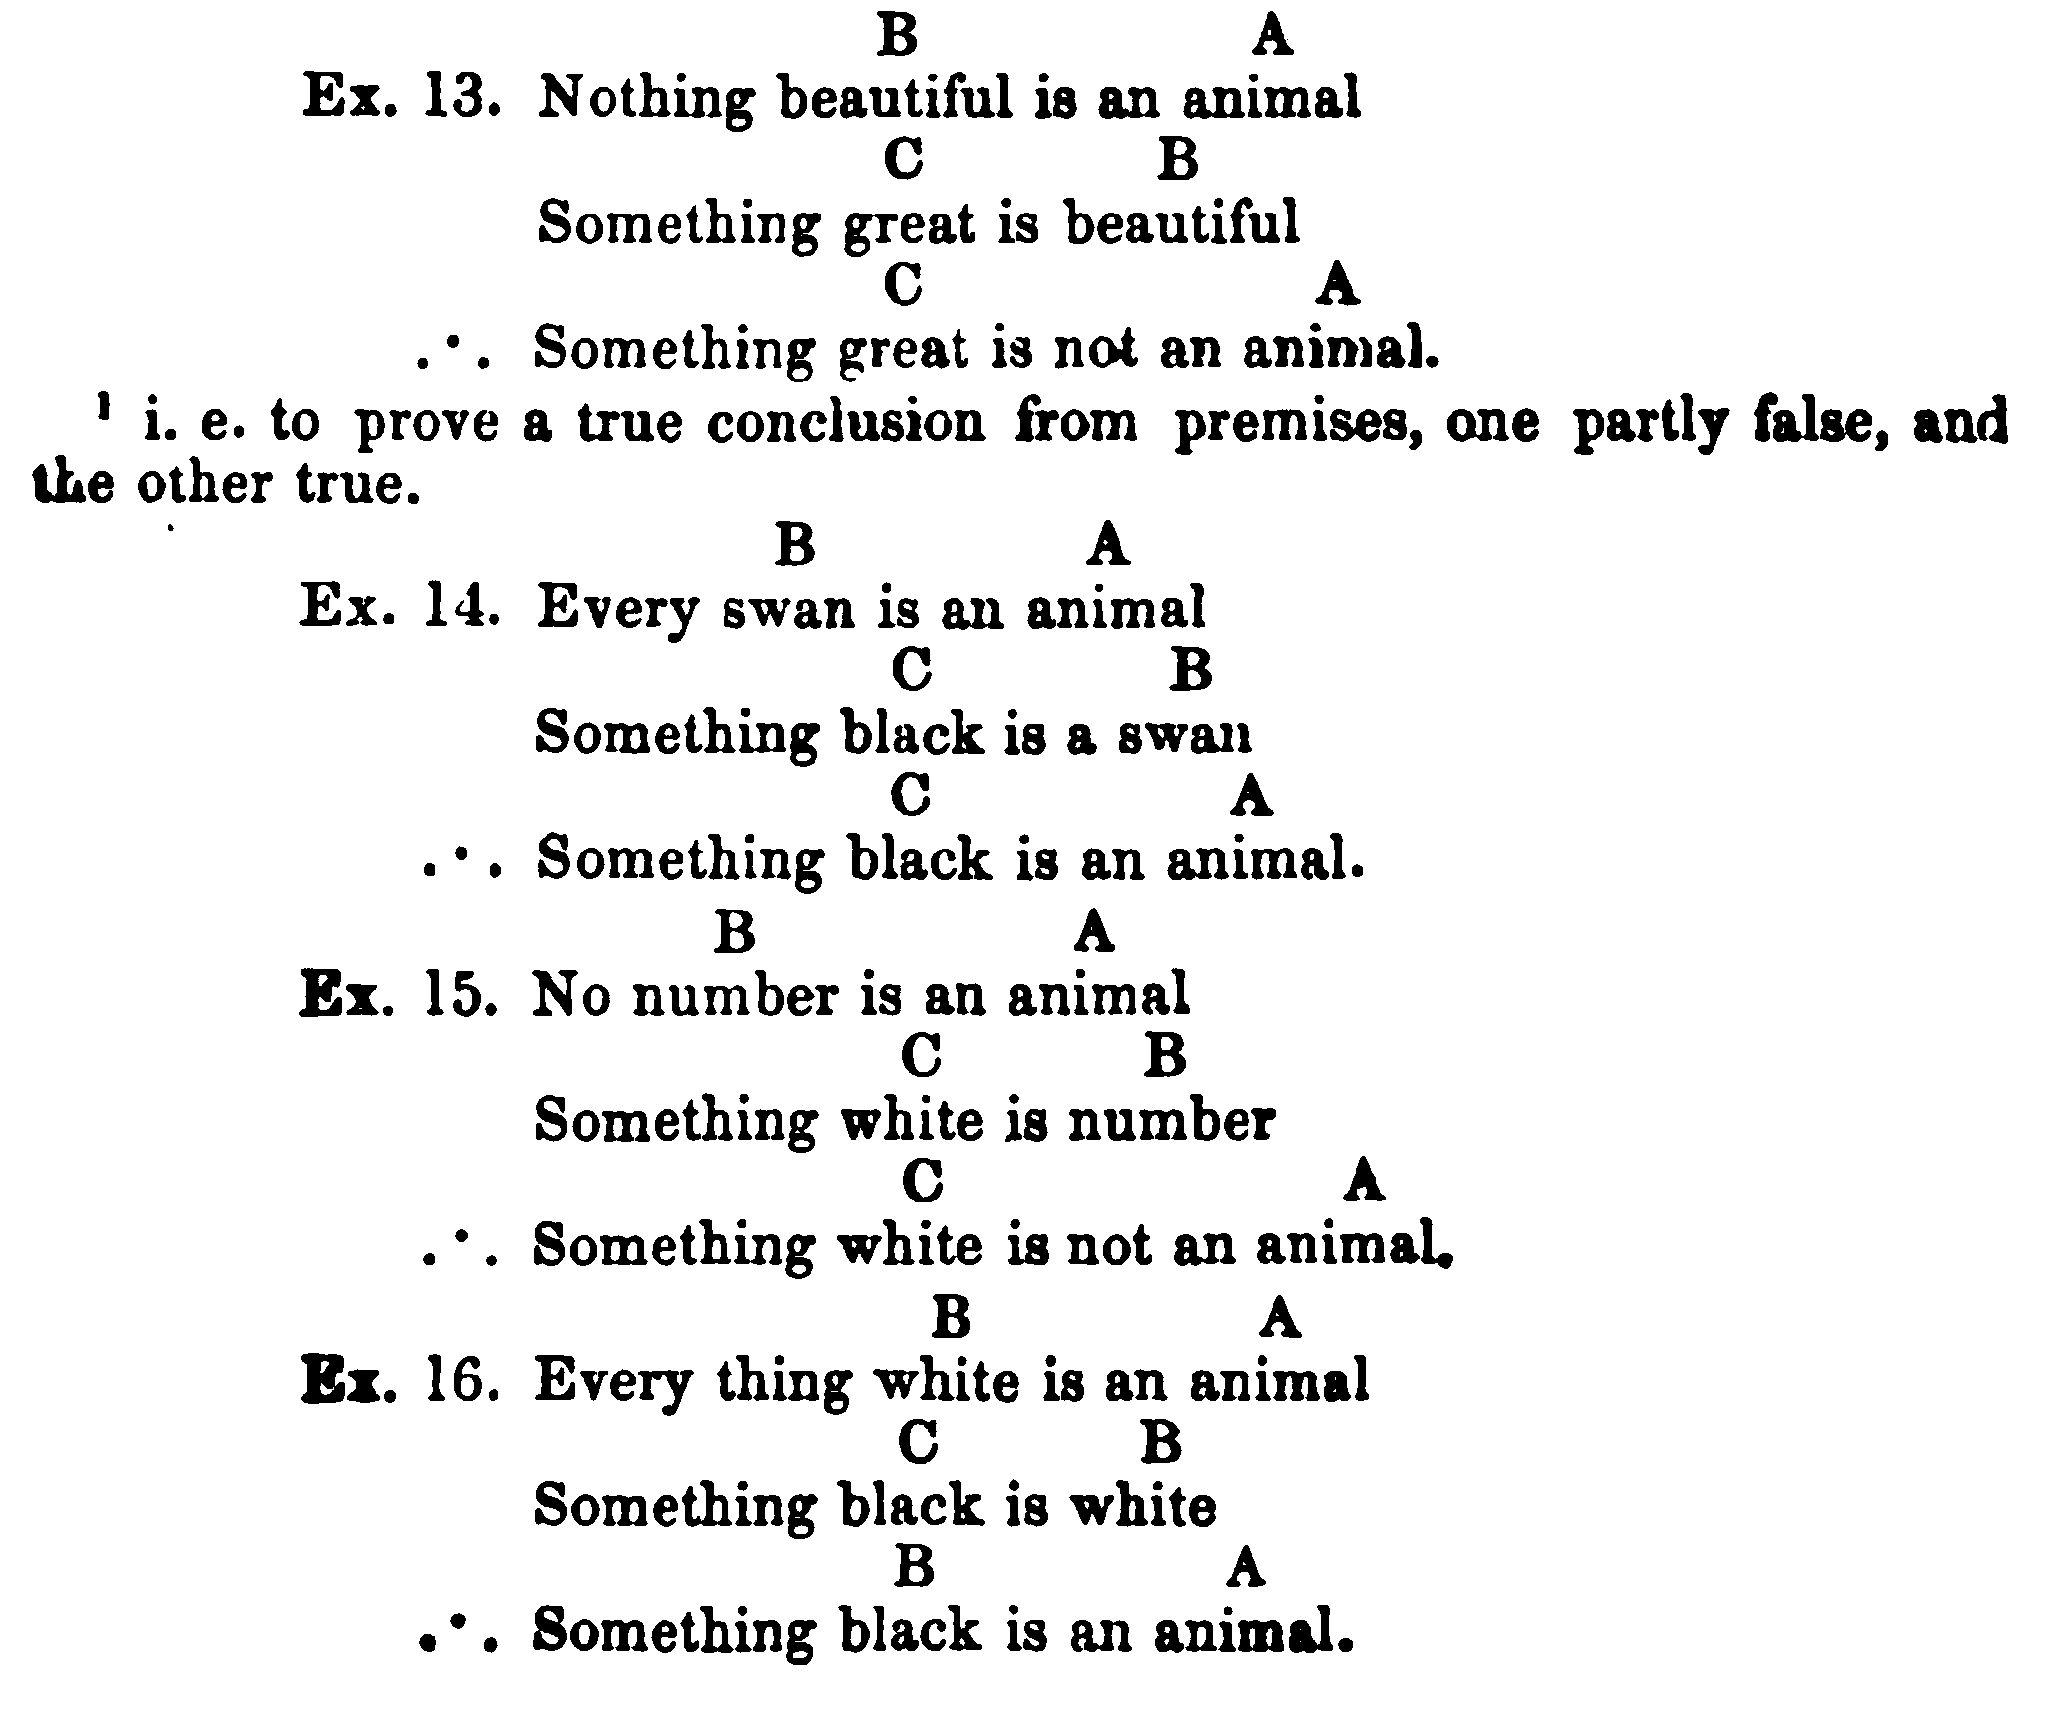 B A
Ex. 13. Nothing beautiful is an animal
C B
Something great is beautiful
C A
.·. Something great is not an animal.
¹ i. e. to prove a true conclusion from premises, one partly false, and
the other true.
B A
Ex. 14. Every swan is an animal
C B
Something black is a swan
C A
.·. Something black is an animal.
B A
Ex. 15. No number is an animal
C B
Something white is number
C A
.·. Something white is not an animal.
B A
Ex. 16. Every thing white is an animal
C B
Something black is white
B A
.·. Something black is an animal.